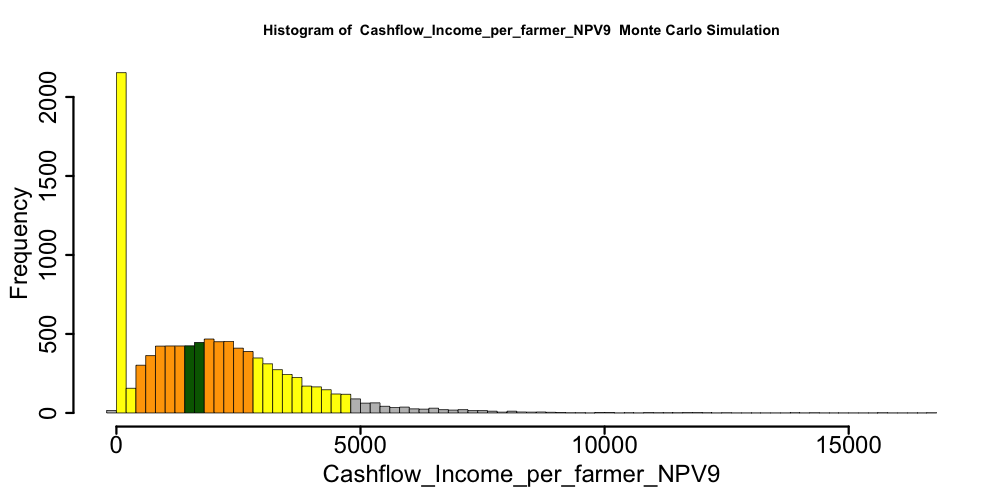 Histogram of Cashflow_Income_per_farmer_NPV9 Monte Carlo Simulation
Frequency
2000
1500
1000
500
0
0 5000 10000 15000
Cashflow_Income_per_farmer_NPV9